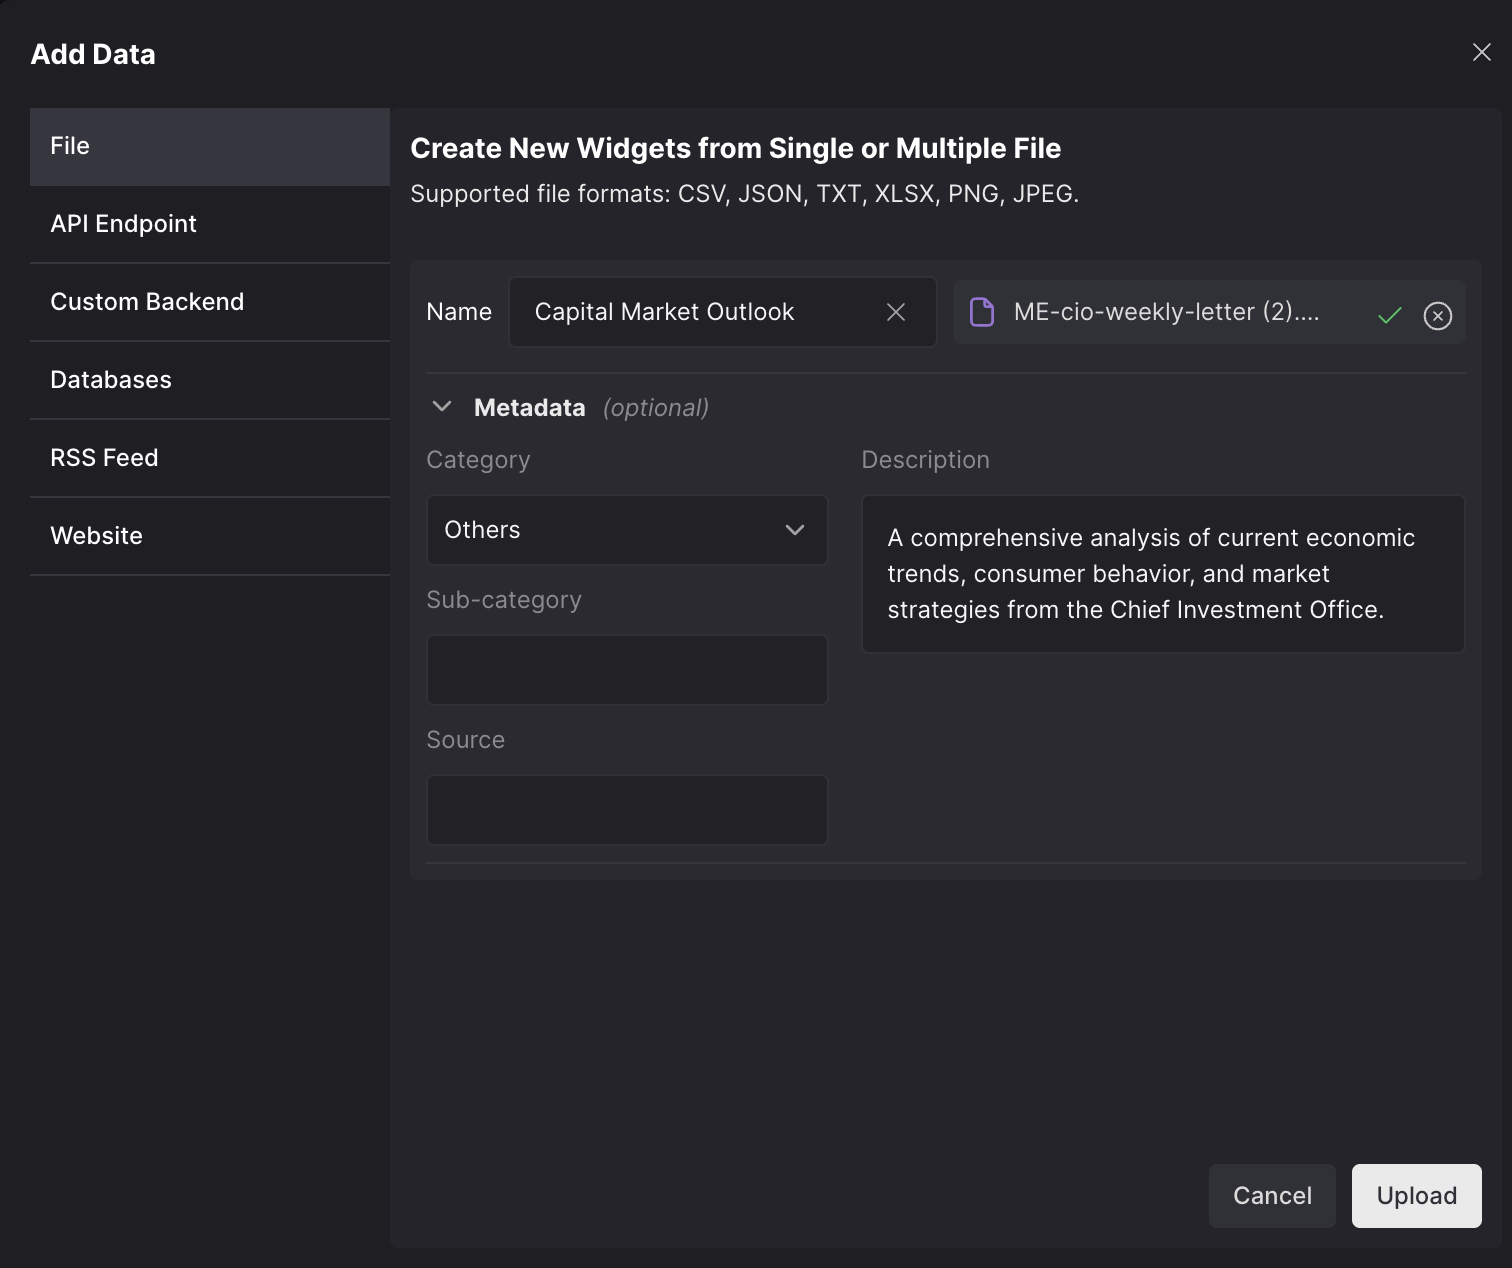 Add Data
File
API Endpoint
Custom Backend
Databases
RSS Feed
Website
Create New Widgets from Single or Multiple File
Supported file formats: CSV, JSON, TXT, XLSX, PNG, JPEG.
Name
Capital Market Outlook
ME-cio-weekly-letter (2)....
Metadata (optional)
Category
Others
Sub-category
Source
Description
A comprehensive analysis of current economic
trends, consumer behavior, and market
strategies from the Chief Investment Office.
Cancel
Upload